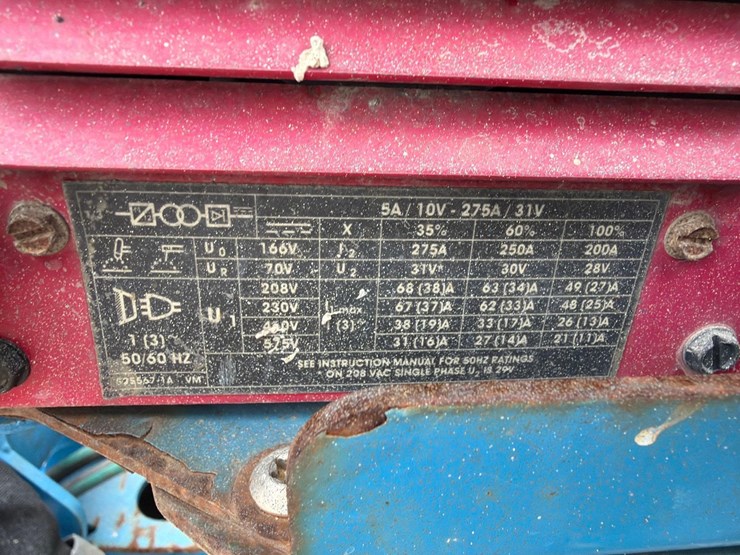 5A / 10V - 275A / 31V
X 35% 60% 100%
U0 166V I2 275A 250A 200A
UR 70V U2 31V* 30V 28V
U1 208V I1max (3) 68 (38)A 63 (34)A 49 (27)A
230V 67 (37)A 62 (33)A 48 (25)A
460V 38 (19)A 33 (17)A 26 (13)A
575V 31 (16)A 27 (14)A 21 (11)A
1 (3)
50/60 HZ
SEE INSTRUCTION MANUAL FOR 50HZ RATINGS
ON 208 VAC SINGLE PHASE U2 IS 29V
VM